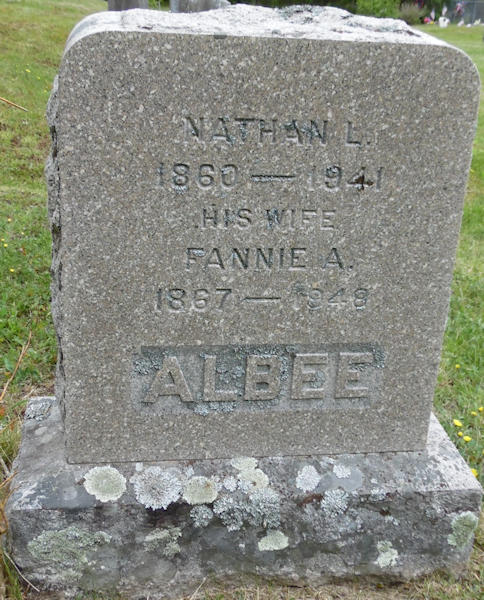 NATHAN L.
1860 — 1941
HIS WIFE
FANNIE A.
1867 — 1948
ALBEE